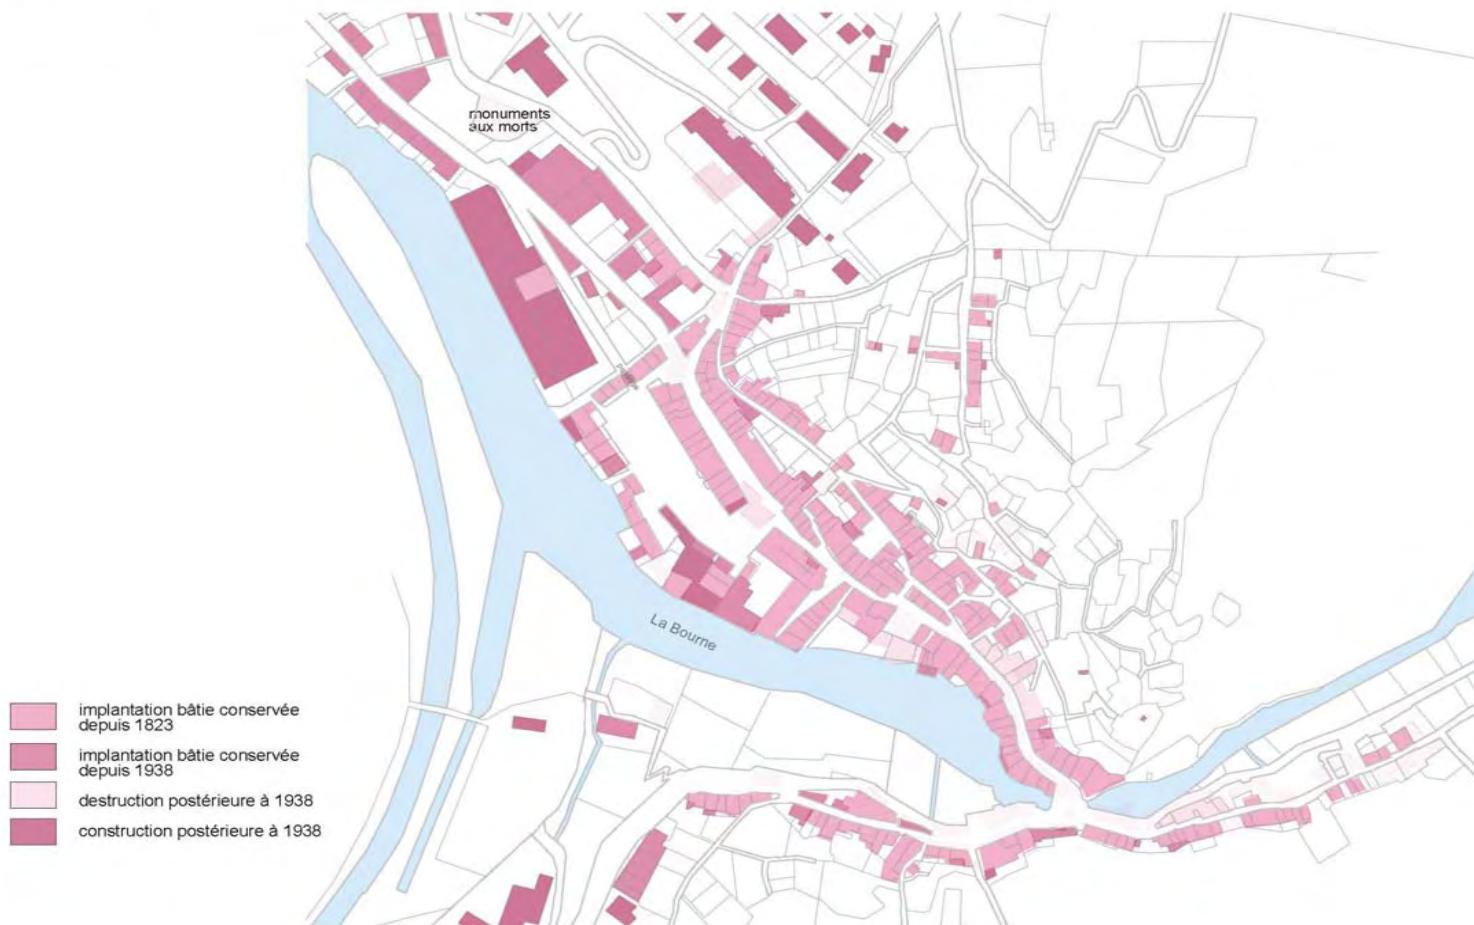 monuments
aux morts
La Bourne
implantation bâtie conservée
depuis 1823
implantation bâtie conservée
depuis 1938
destruction postérieure à 1938
construction postérieure à 1938